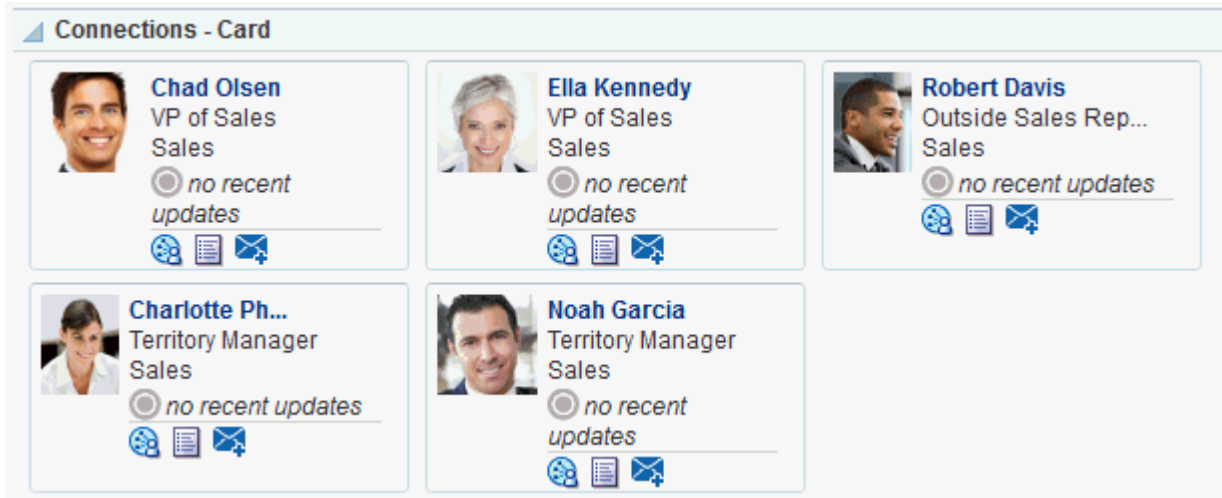 Connections - Card
Chad Olsen
VP of Sales
Sales
no recent
updates
Ella Kennedy
VP of Sales
Sales
no recent
updates
Robert Davis
Outside Sales Rep...
Sales
no recent updates
Charlotte Ph...
Territory Manager
Sales
no recent updates
Noah Garcia
Territory Manager
Sales
no recent
updates